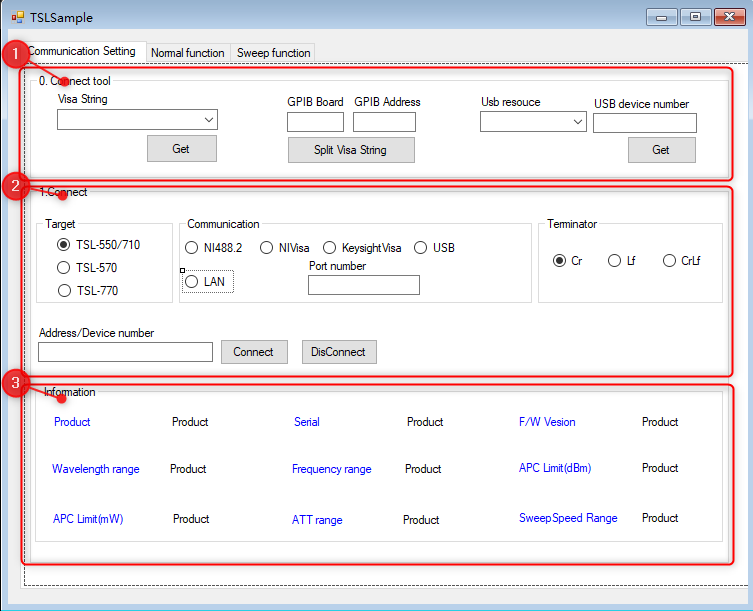 TSLSample
Communication Setting Normal function Sweep function
1
0. Connect tool
Visa String GPIB Board GPIB Address Usb resouce USB device number
Get Split Visa String Get
2
1.Connect
Target Communication Terminator
TSL-550/710 NI488.2 NIVisa KeysightVisa USB
TSL-570 Port number Cr Lf CrLf
TSL-770 LAN
Address/Device number
Connect DisConnect
3
Information
Product Product Serial Product F/W Vesion Product
Wavelength range Product Frequency range Product APC Limit(dBm) Product
APC Limit(mW) Product ATT range Product SweepSpeed Range Product